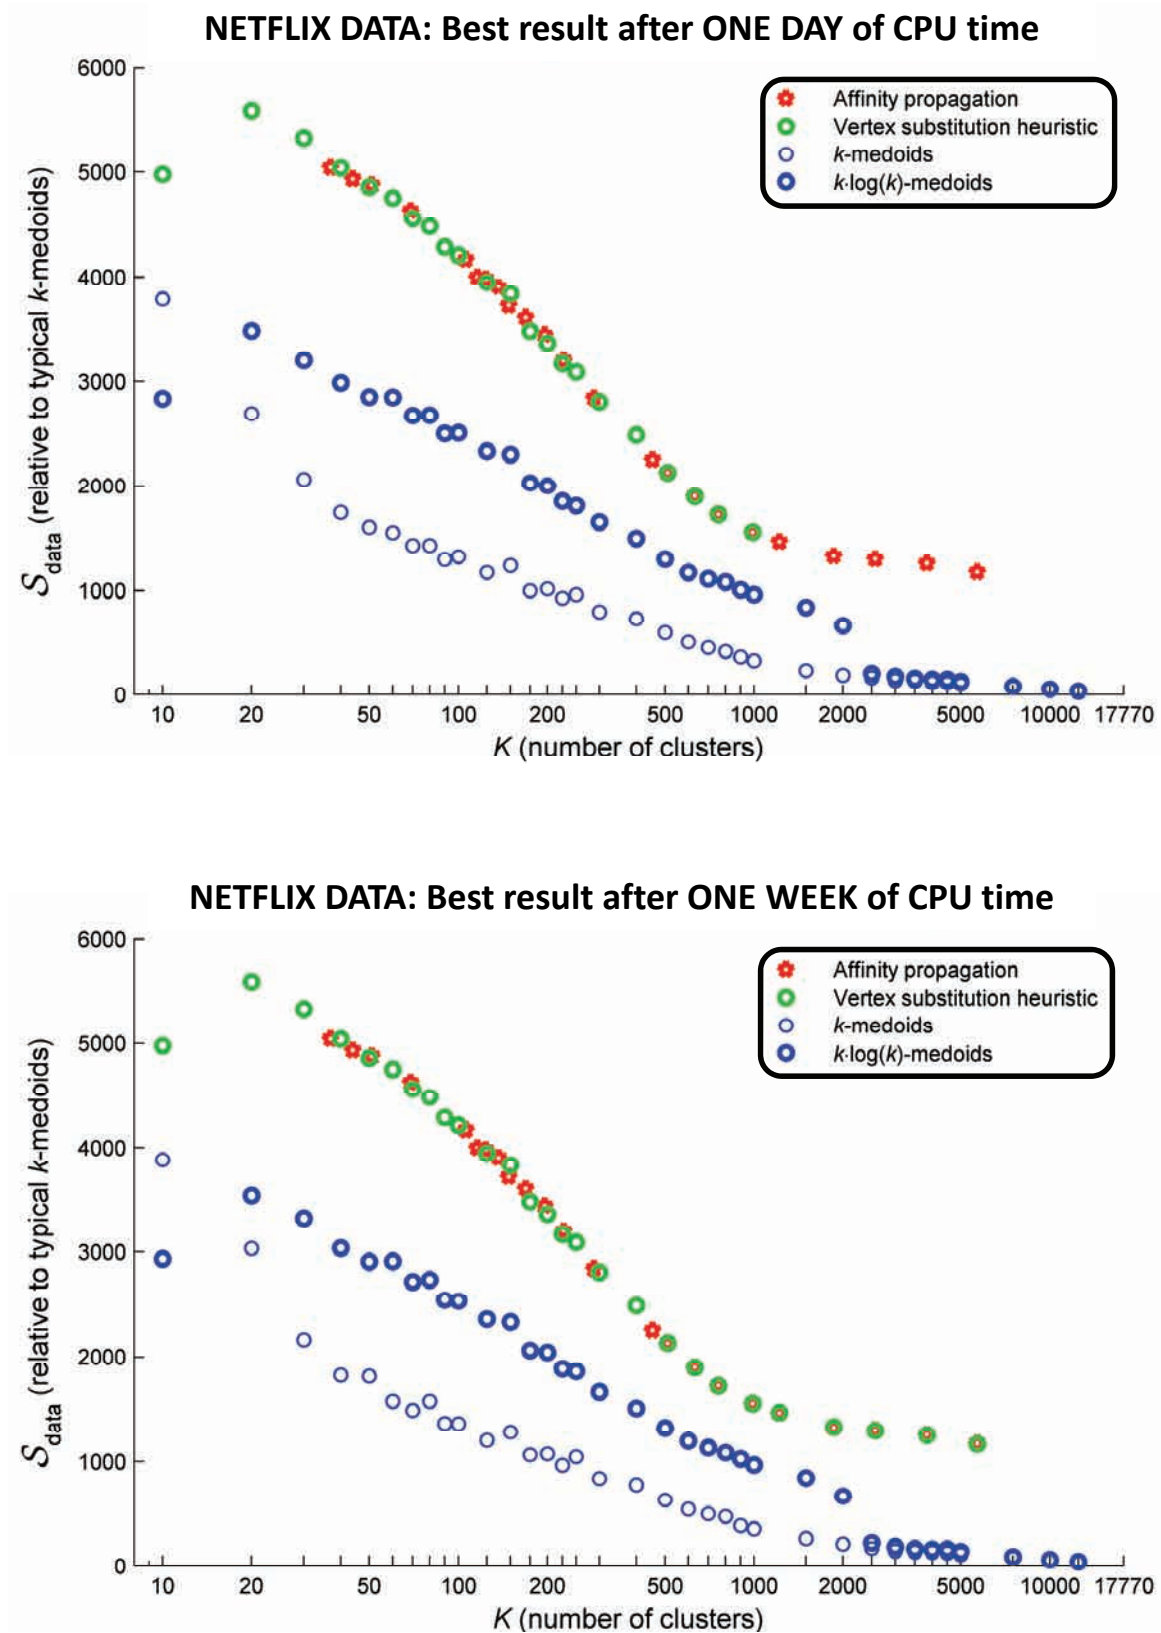 NETFLIX DATA: Best result after ONE DAY of CPU time
6000
5000
4000
3000
2000
1000
0
S data (relative to typical k-medoids)
Affinity propagation
Vertex substitution heuristic
k-medoids
k·log(k)-medoids
10 20 50 100 200 500 1000 2000 5000 10000 17770
K (number of clusters)
NETFLIX DATA: Best result after ONE WEEK of CPU time
6000
5000
4000
3000
2000
1000
0
S data (relative to typical k-medoids)
Affinity propagation
Vertex substitution heuristic
k-medoids
k·log(k)-medoids
10 20 50 100 200 500 1000 2000 5000 10000 17770
K (number of clusters)